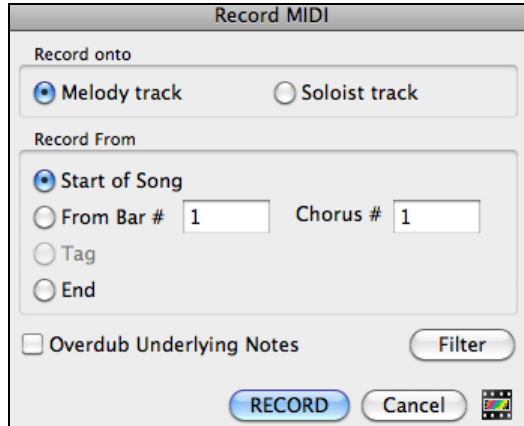 Record MIDI
Record onto
Melody track Soloist track
Record From
Start of Song
From Bar # 1 Chorus # 1
Tag
End
Overdub Underlying Notes Filter
RECORD Cancel